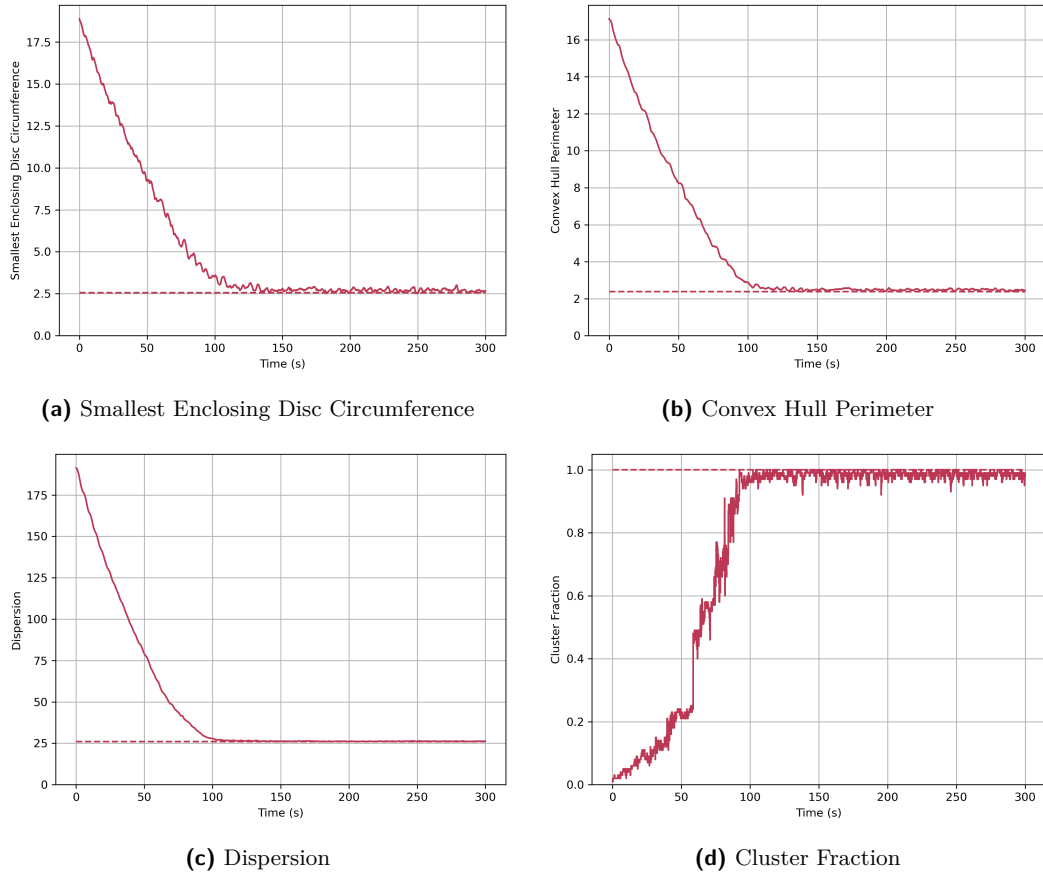 Smallest Enclosing Disc Circumference
17.5
15.0
12.5
10.0
7.5
5.0
2.5
0.0
0 50 100 150 200 250 300
Time (s)
(a) Smallest Enclosing Disc Circumference
Convex Hull Perimeter
16
14
12
10
8
6
4
2
0
0 50 100 150 200 250 300
Time (s)
(b) Convex Hull Perimeter
Dispersion
175
150
125
100
75
50
25
0
0 50 100 150 200 250 300
Time (s)
(c) Dispersion
Cluster Fraction
1.0
0.8
0.6
0.4
0.2
0.0
0 50 100 150 200 250 300
Time (s)
(d) Cluster Fraction